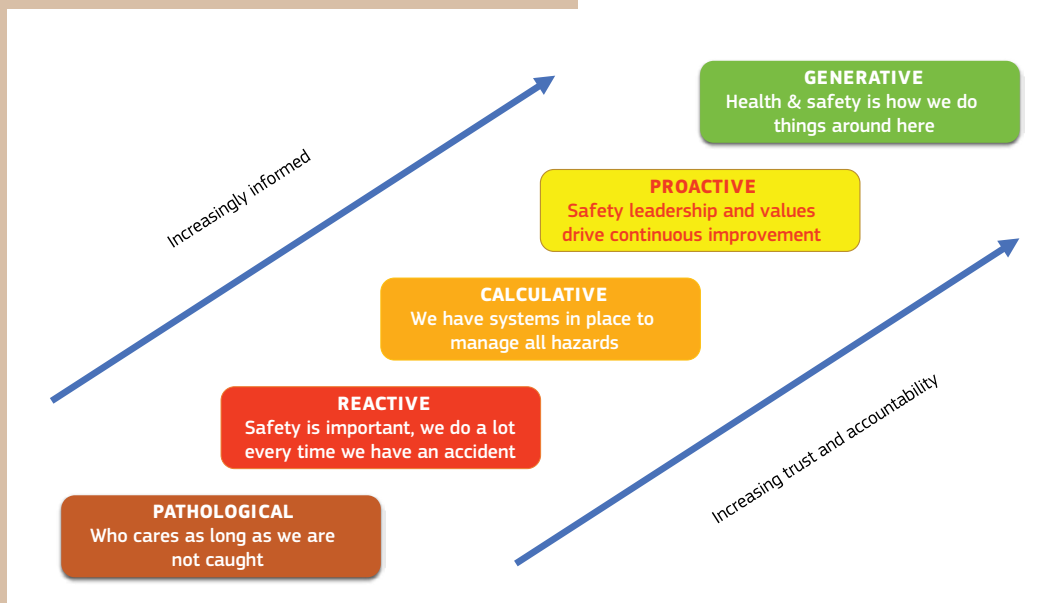 GENERATIVE
Health & safety is how we do
things around here
Increasingly informed
PROACTIVE
Safety leadership and values
drive continuous improvement
CALCULATIVE
We have systems in place to
manage all hazards
REACTIVE
Safety is important, we do a lot
every time we have an accident
Increasing trust and accountability
PATHOLOGICAL
Who cares as long as we are
not caught